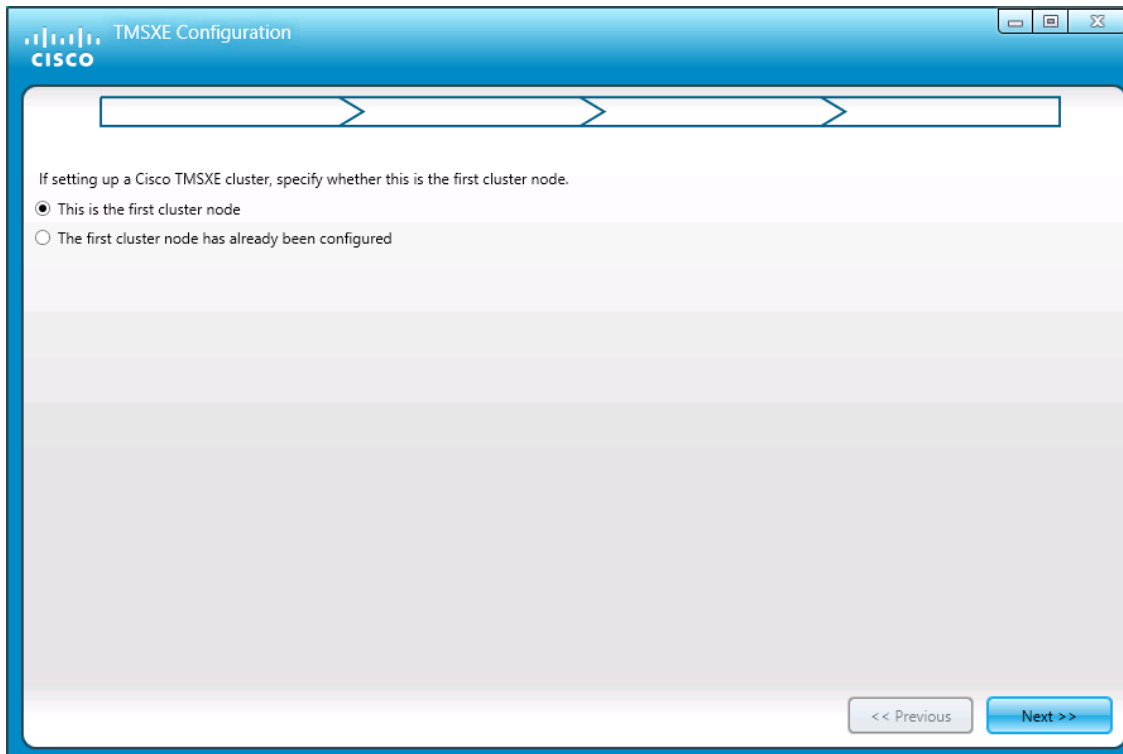 TMSXE Configuration
CISCO
If setting up a Cisco TMSXE cluster, specify whether this is the first cluster node.
This is the first cluster node
The first cluster node has already been configured
<< Previous
Next >>